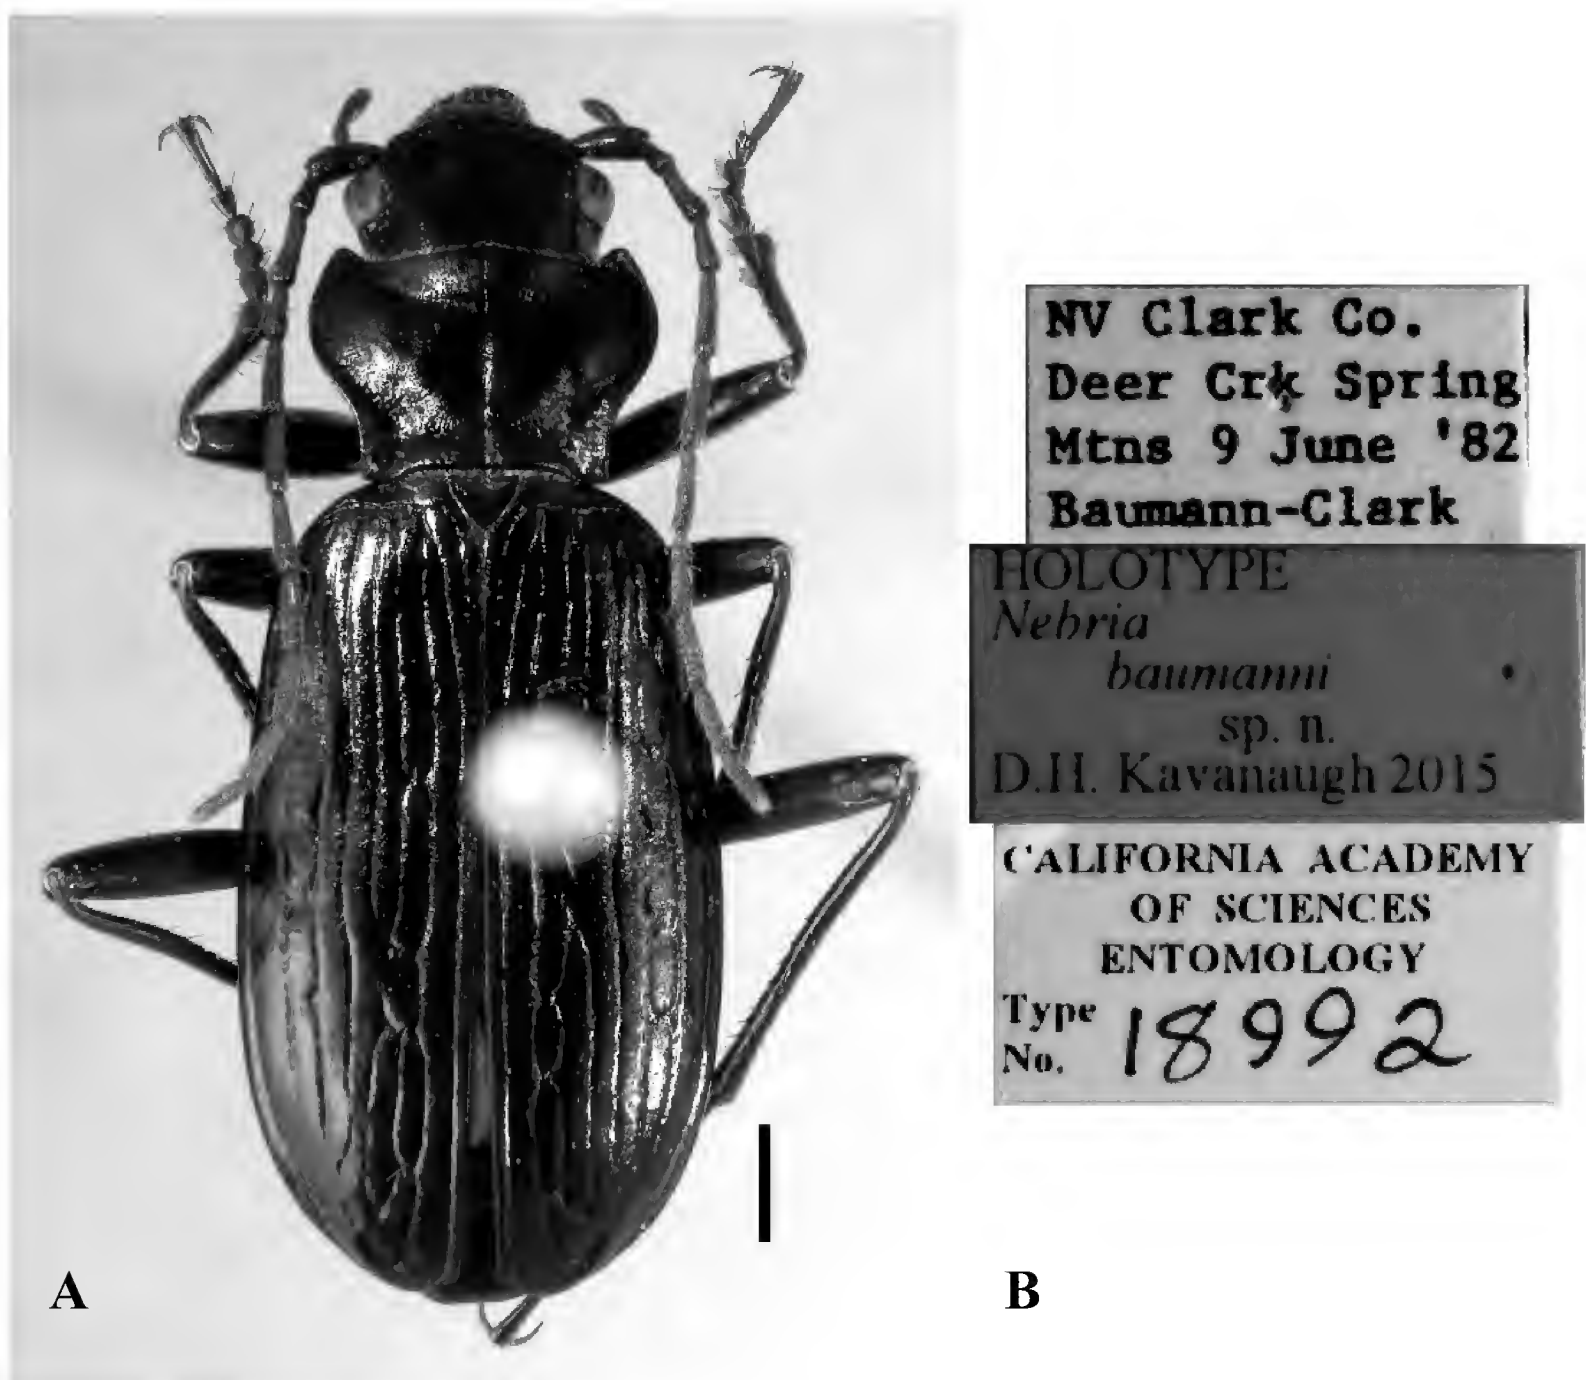 NV Clark Co.
Deer Crk Spring
Mtns 9 June '82
Baumann-Clark
HOLOTYPE
Nebria
baumanni
sp. n.
D.H. Kavanaugh 2015
CALIFORNIA ACADEMY
OF SCIENCES
ENTOMOLOGY
Type
No. 18992
A
B